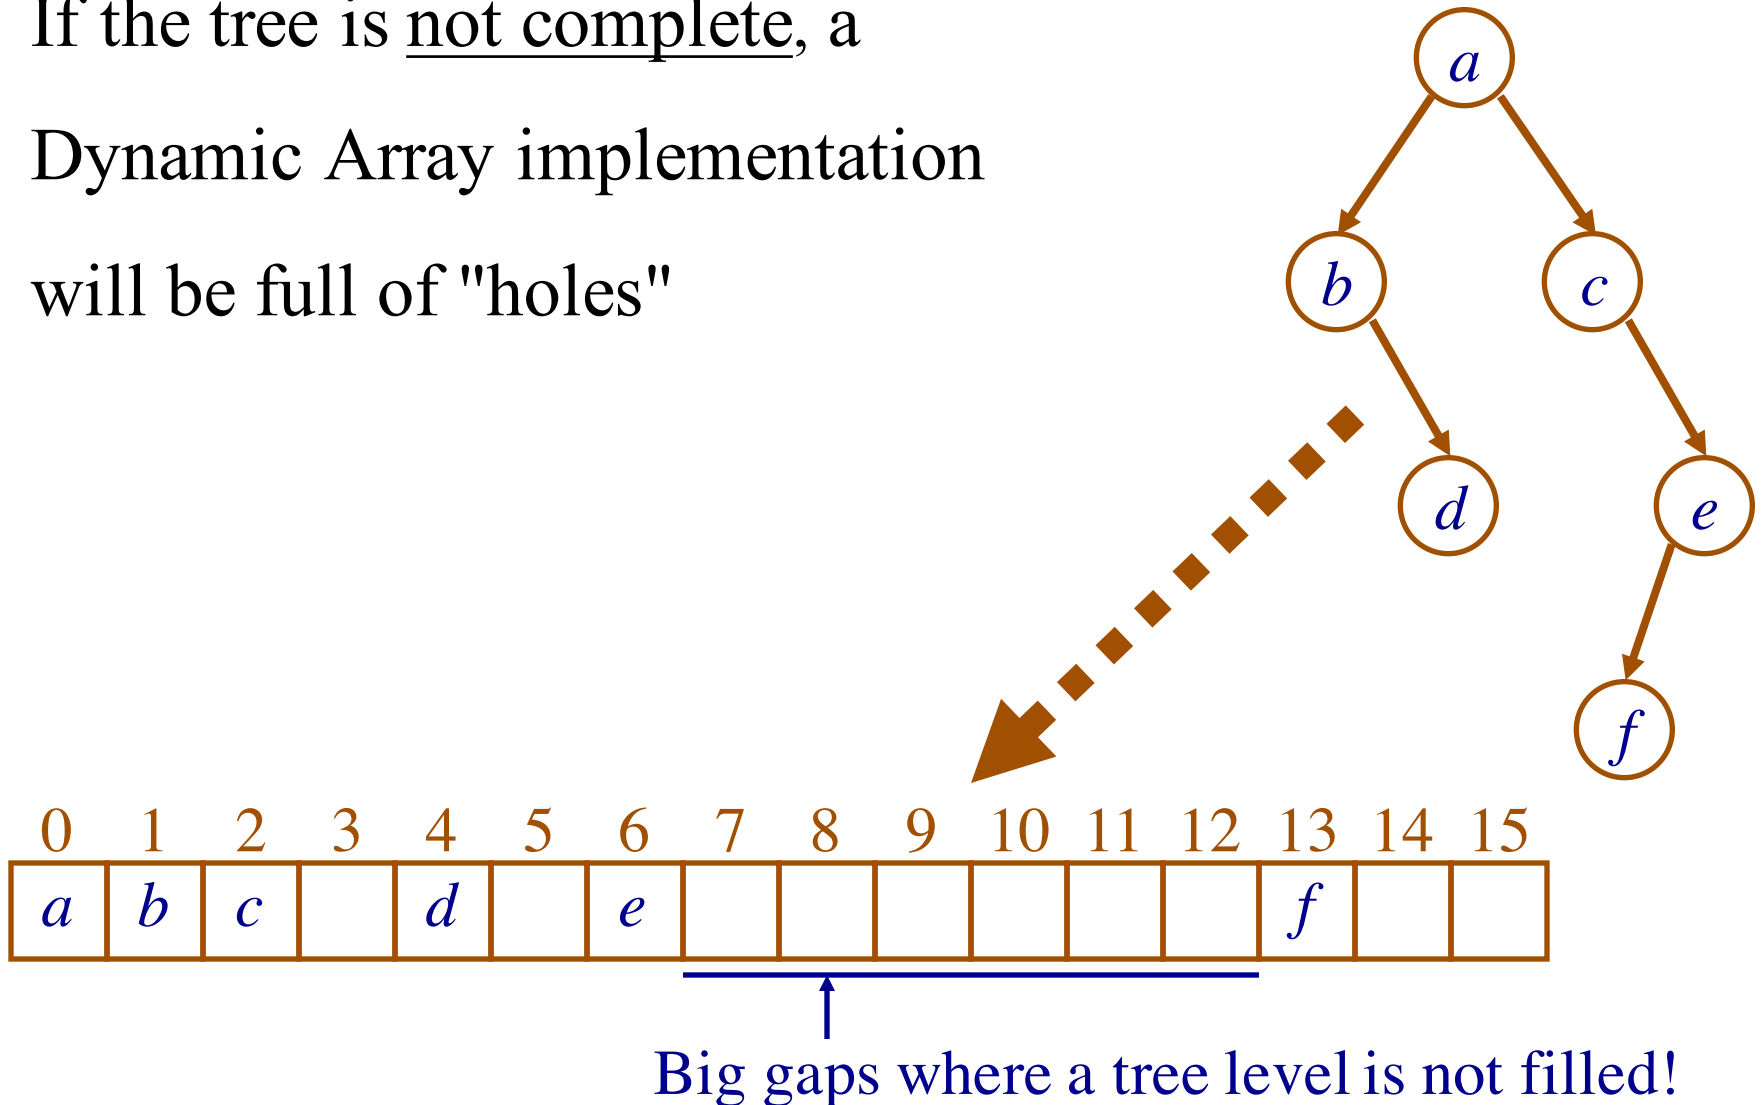 If the tree is not complete, a
Dynamic Array implementation
will be full of "holes"
a
b c
d e
f
0 1 2 3 4 5 6 7 8 9 10 11 12 13 14 15
a b c d e f
Big gaps where a tree level is not filled!